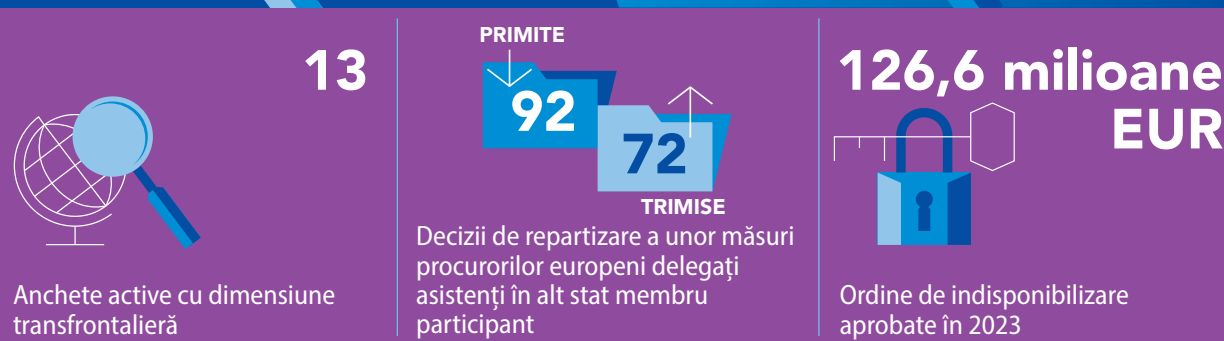 13
Anchete active cu dimensiune
transfrontalieră
PRIMITE
92
72
TRIMISE
Decizii de repartizare a unor măsuri
procurorilor europeni delegați
asistenți în alt stat membru
participant
126,6 milioane
EUR
Ordine de indisponibilizare
aprobate în 2023